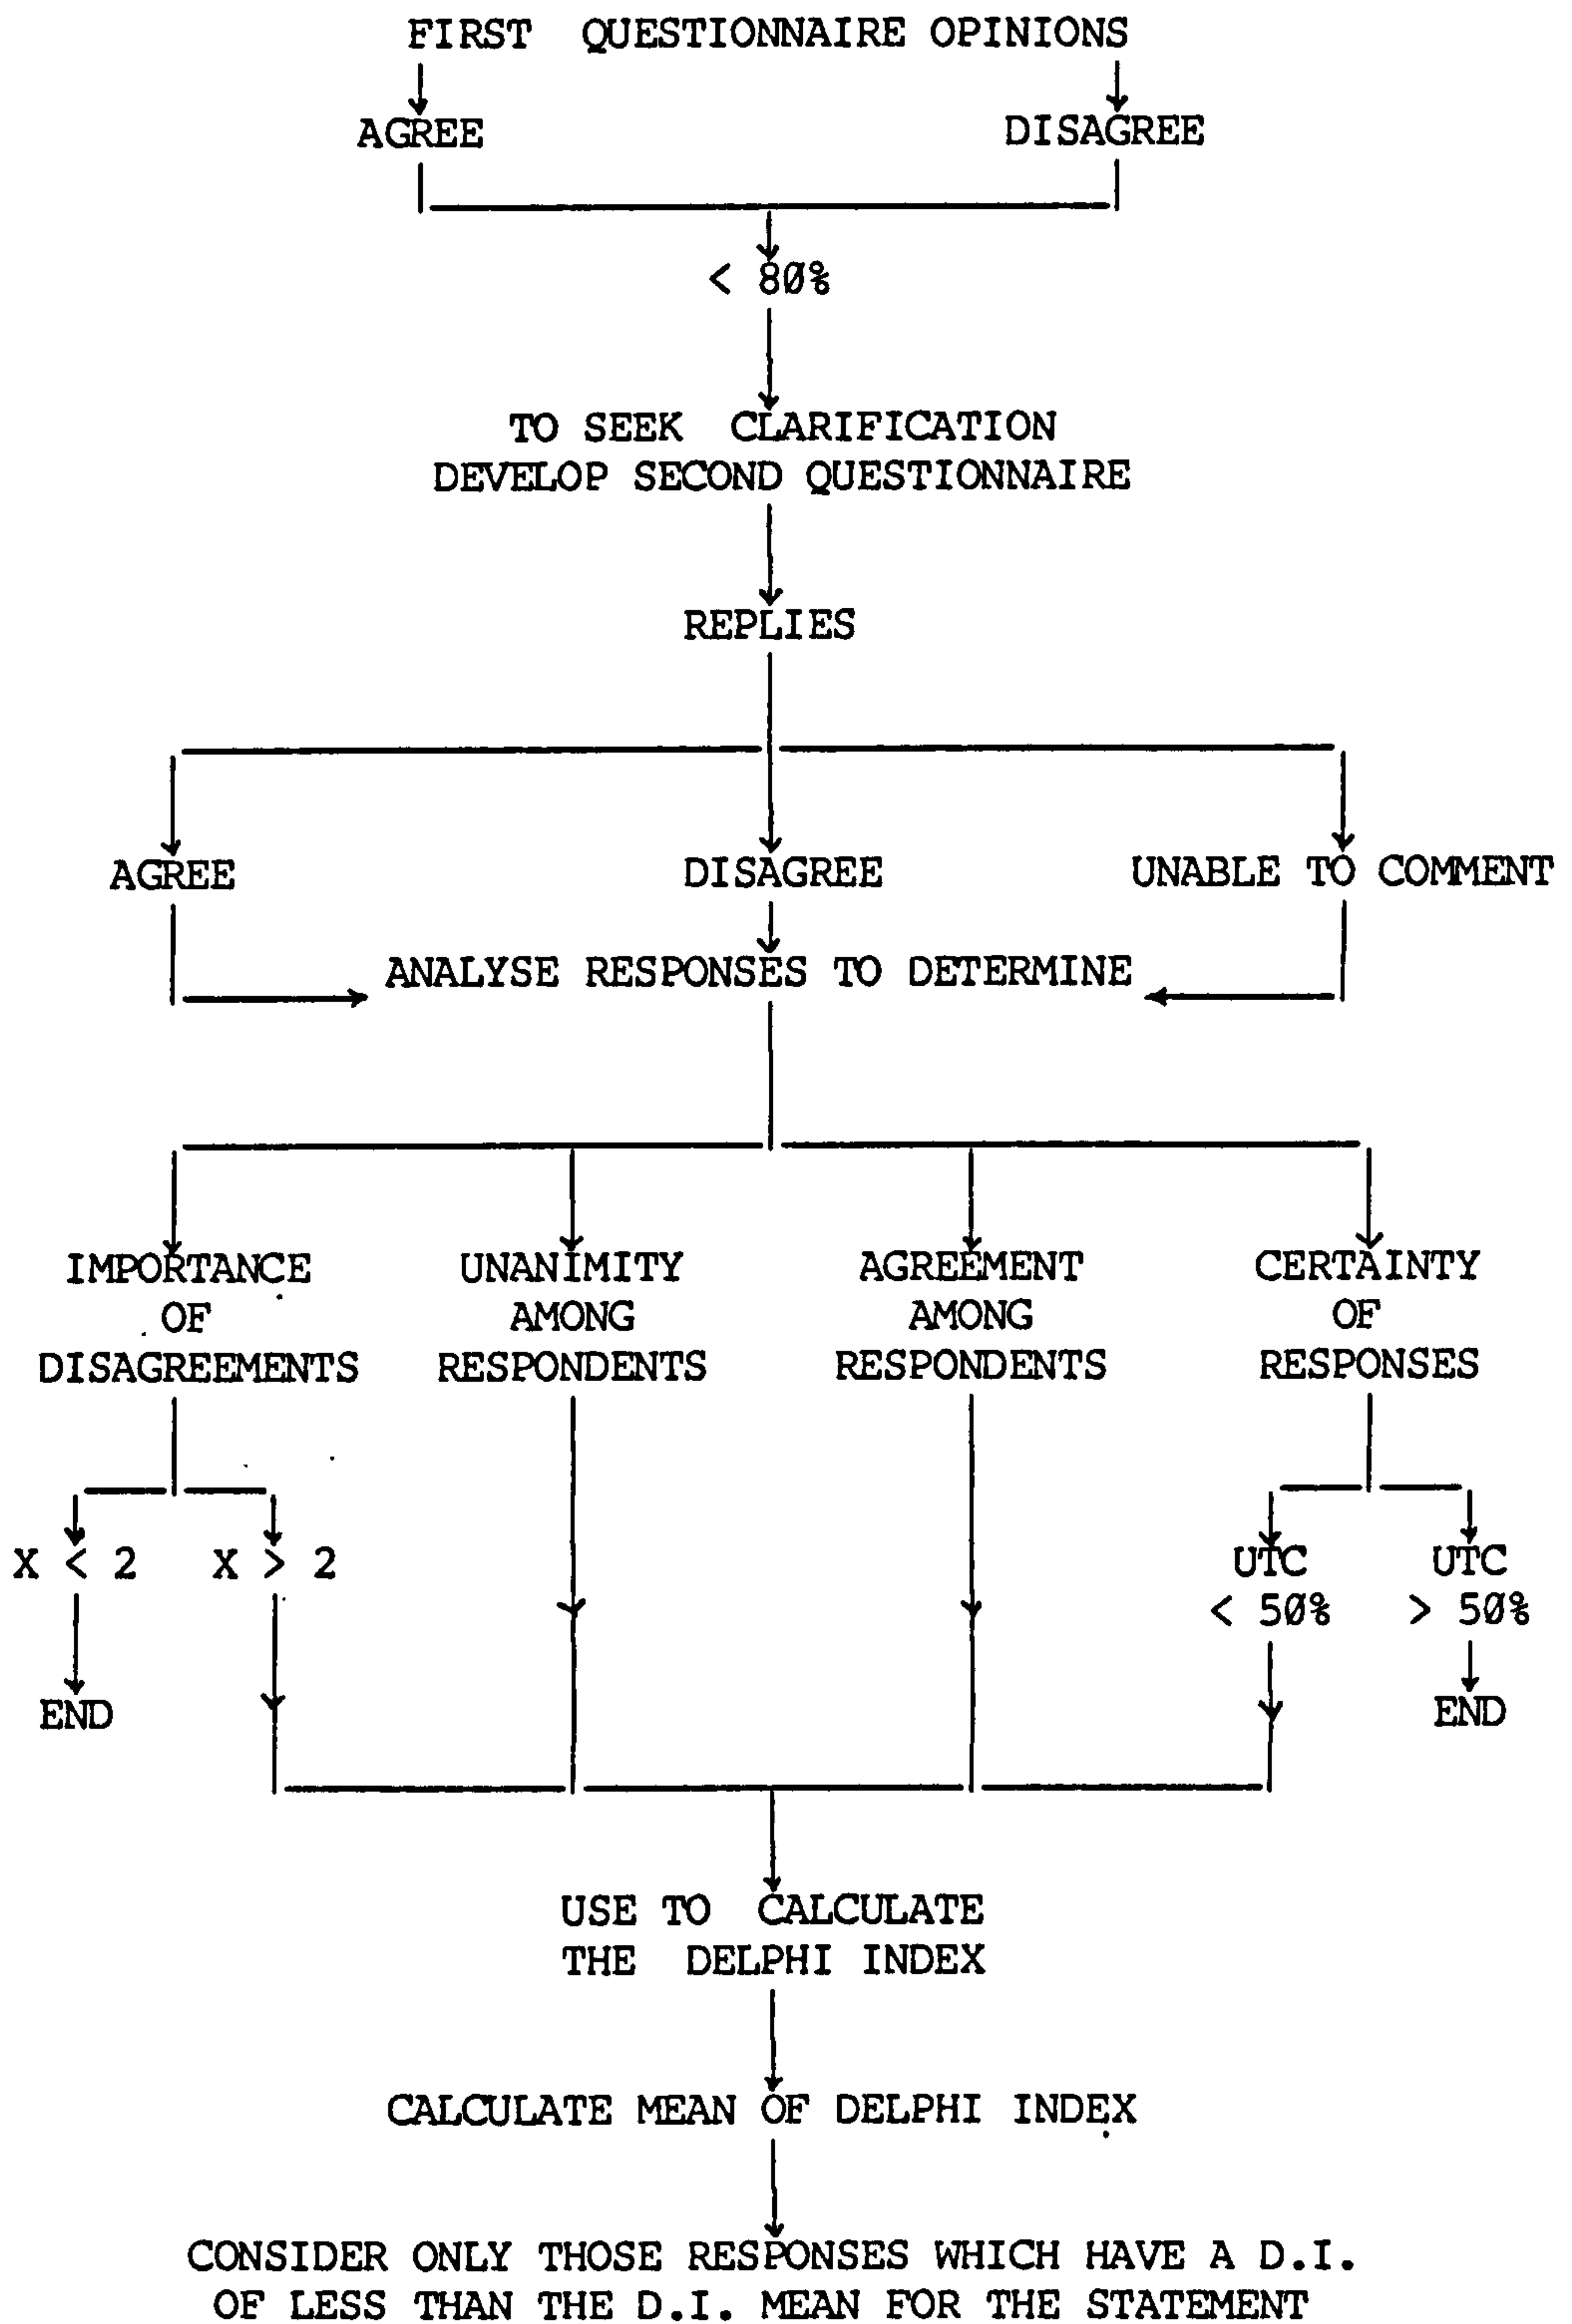 FIRST QUESTIONNAIRE OPINIONS
AGREE
DISAGREE
< 80%
TO SEEK CLARIFICATION
DEVELOP SECOND QUESTIONNAIRE
REPLIES
AGREE
DISAGREE
UNABLE TO COMMENT
ANALYSE RESPONSES TO DETERMINE
IMPORTANCE
OF
DISAGREEMENTS
UNANIMITY
AMONG
RESPONDENTS
AGREEMENT
AMONG
RESPONDENTS
CERTAINTY
OF
RESPONSES
X < 2
X > 2
UTC
< 50%
UTC
> 50%
END
END
USE TO CALCULATE
THE DELPHI INDEX
CALCULATE MEAN OF DELPHI INDEX
CONSIDER ONLY THOSE RESPONSES WHICH HAVE A D.I.
OF LESS THAN THE D.I. MEAN FOR THE STATEMENT